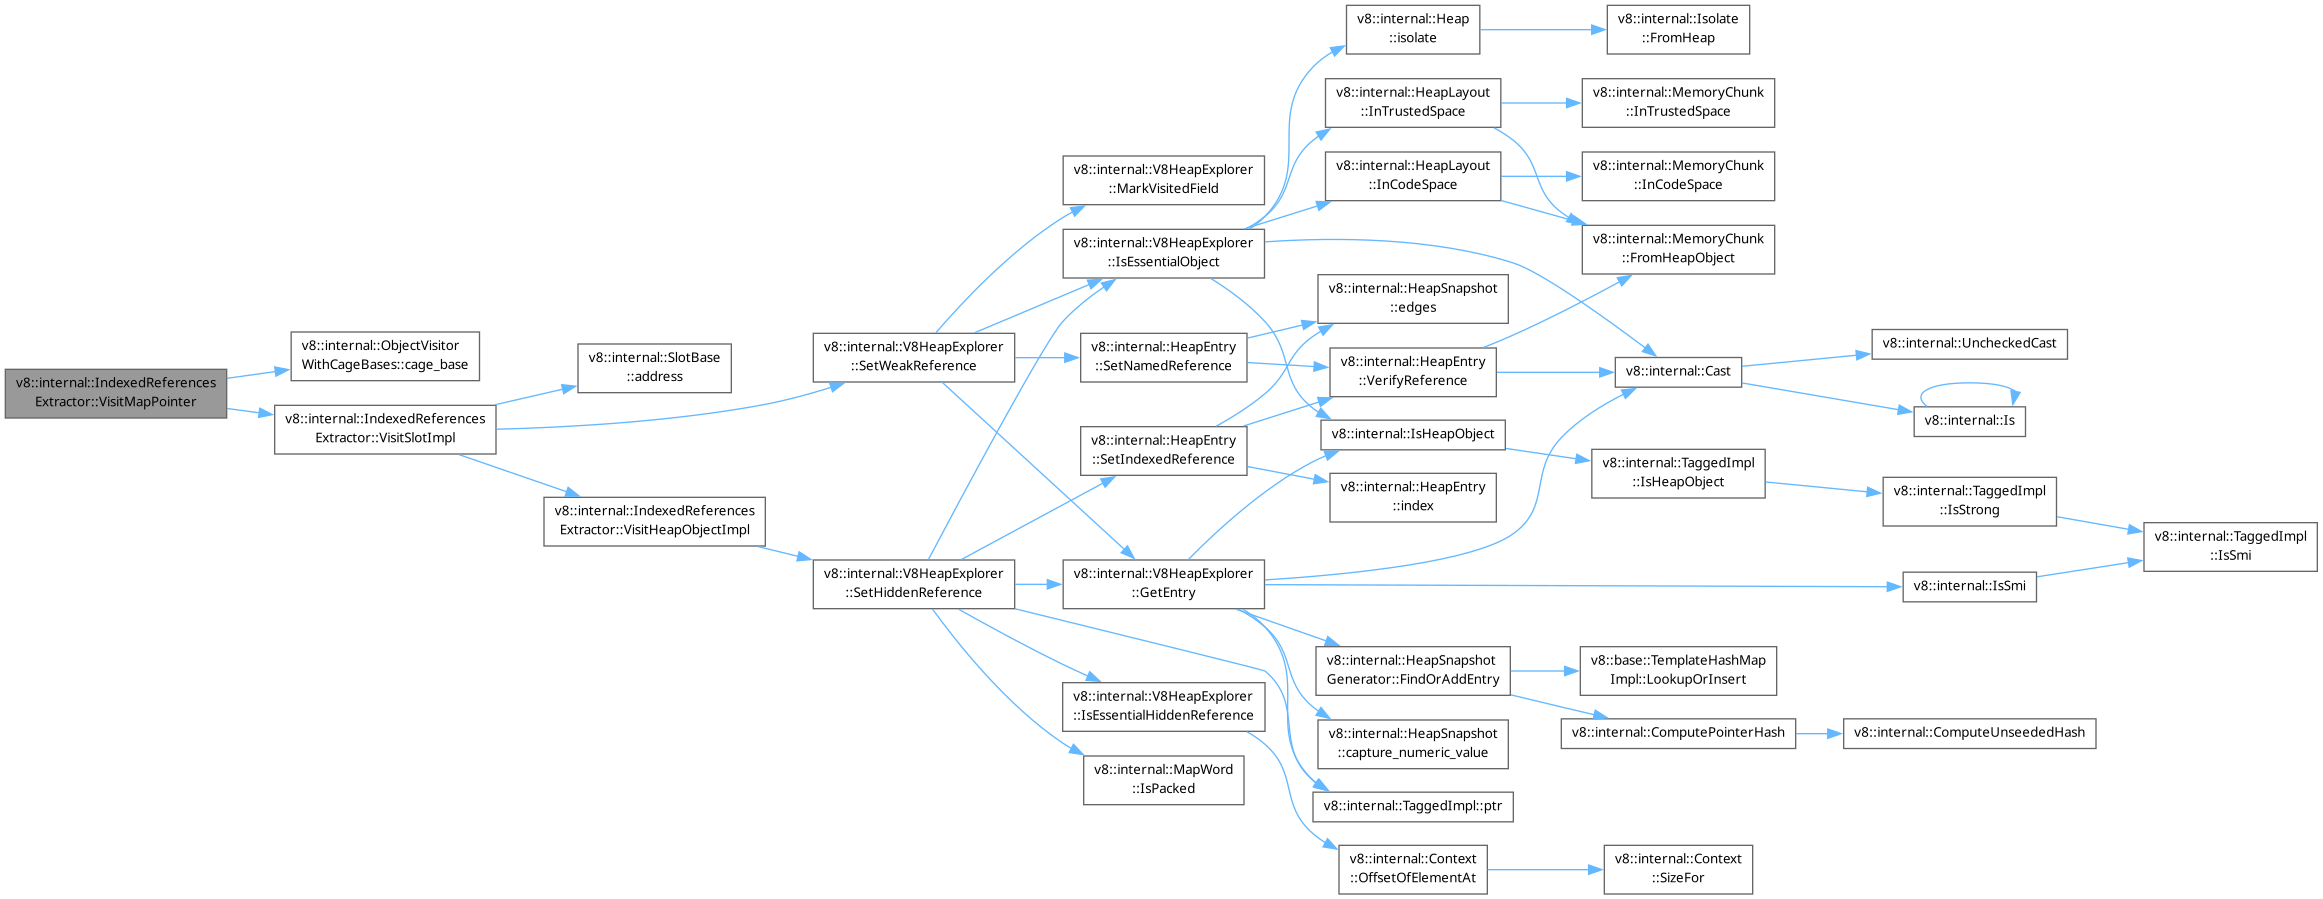 v8::internal::IndexedReferences
Extractor::VisitMapPointer
v8::internal::ObjectVisitor
WithCageBases::cage_base
v8::internal::IndexedReferences
Extractor::VisitSlotImpl
v8::internal::SlotBase
::address
v8::internal::IndexedReferences
Extractor::VisitHeapObjectImpl
v8::internal::V8HeapExplorer
::SetWeakReference
v8::internal::V8HeapExplorer
::SetHiddenReference
v8::internal::V8HeapExplorer
::MarkVisitedField
v8::internal::V8HeapExplorer
::IsEssentialObject
v8::internal::HeapEntry
::SetNamedReference
v8::internal::HeapEntry
::SetIndexedReference
v8::internal::V8HeapExplorer
::GetEntry
v8::internal::V8HeapExplorer
::IsEssentialHiddenReference
v8::internal::MapWord
::IsPacked
v8::internal::Heap
::isolate
v8::internal::HeapLayout
::InTrustedSpace
v8::internal::HeapLayout
::InCodeSpace
v8::internal::HeapSnapshot
::edges
v8::internal::HeapEntry
::VerifyReference
v8::internal::IsHeapObject
v8::internal::HeapEntry
::index
v8::internal::HeapSnapshot
Generator::FindOrAddEntry
v8::internal::HeapSnapshot
::capture_numeric_value
v8::internal::TaggedImpl::ptr
v8::internal::Context
::OffsetOfElementAt
v8::internal::Isolate
::FromHeap
v8::internal::MemoryChunk
::InTrustedSpace
v8::internal::MemoryChunk
::InCodeSpace
v8::internal::MemoryChunk
::FromHeapObject
v8::internal::Cast
v8::internal::TaggedImpl
::IsHeapObject
v8::base::TemplateHashMap
Impl::LookupOrInsert
v8::internal::ComputePointerHash
v8::internal::Context
::SizeFor
v8::internal::UncheckedCast
v8::internal::Is
v8::internal::TaggedImpl
::IsStrong
v8::internal::IsSmi
v8::internal::ComputeUnseededHash
v8::internal::TaggedImpl
::IsSmi